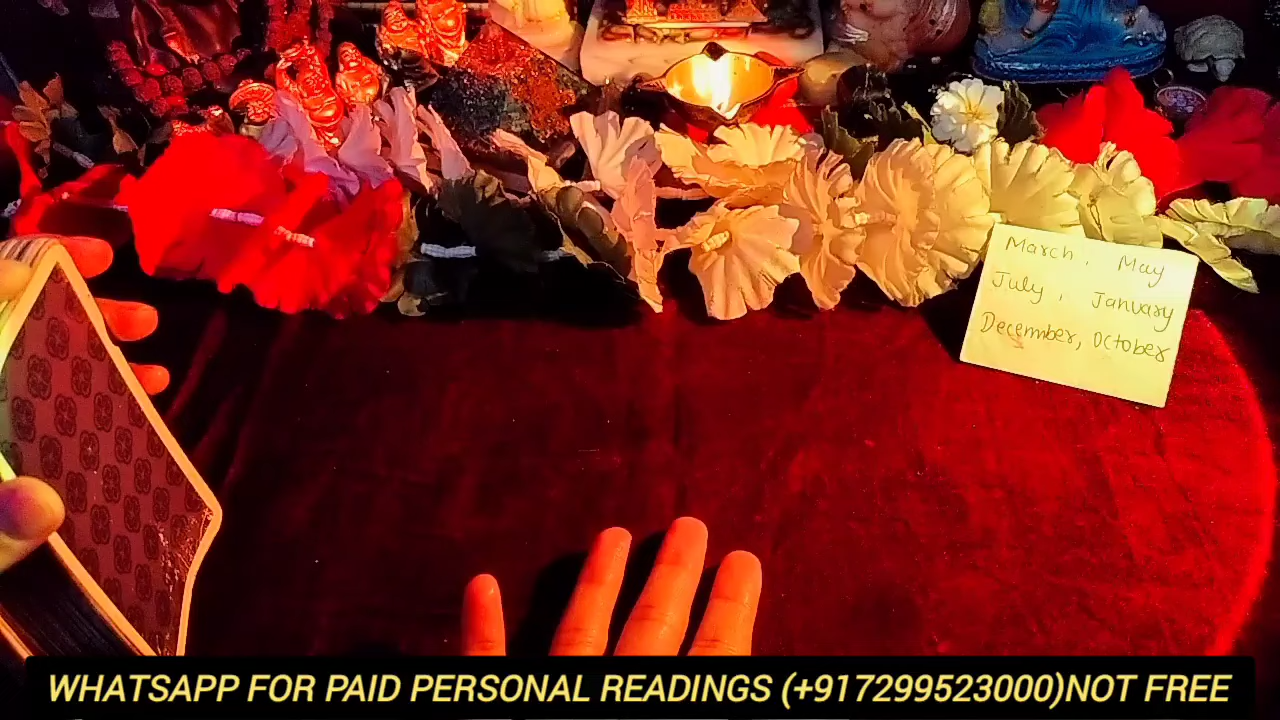 March, May
July, January
December, October
WHATSAPP FOR PAID PERSONAL READINGS (+917299523000)NOT FREE